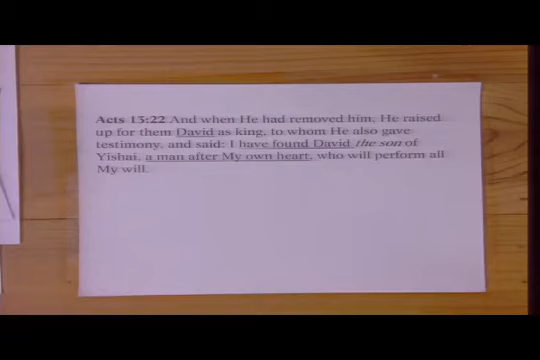 Acts 13:22 And when He had removed him, He raised
up for them David as king, to whom He also gave
testimony, and said: I have found David the son of
Yishai, a man after My own heart, who will perform all
My will.